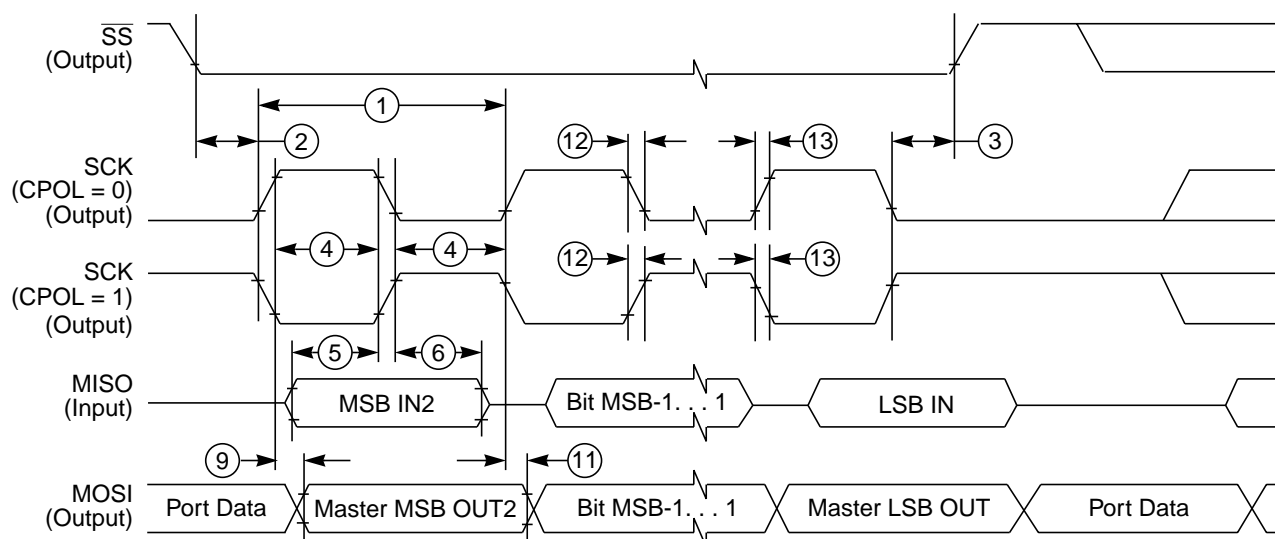 SS
(Output)
1
2
12
13
3
SCK
(CPOL = 0)
(Output)
4
4
SCK
(CPOL = 1)
(Output)
12
13
5
6
MISO
(Input)
MSB IN2
Bit MSB-1. . . 1
LSB IN
9
11
MOSI
(Output)
Port Data
Master MSB OUT2
Bit MSB-1. . . 1
Master LSB OUT
Port Data